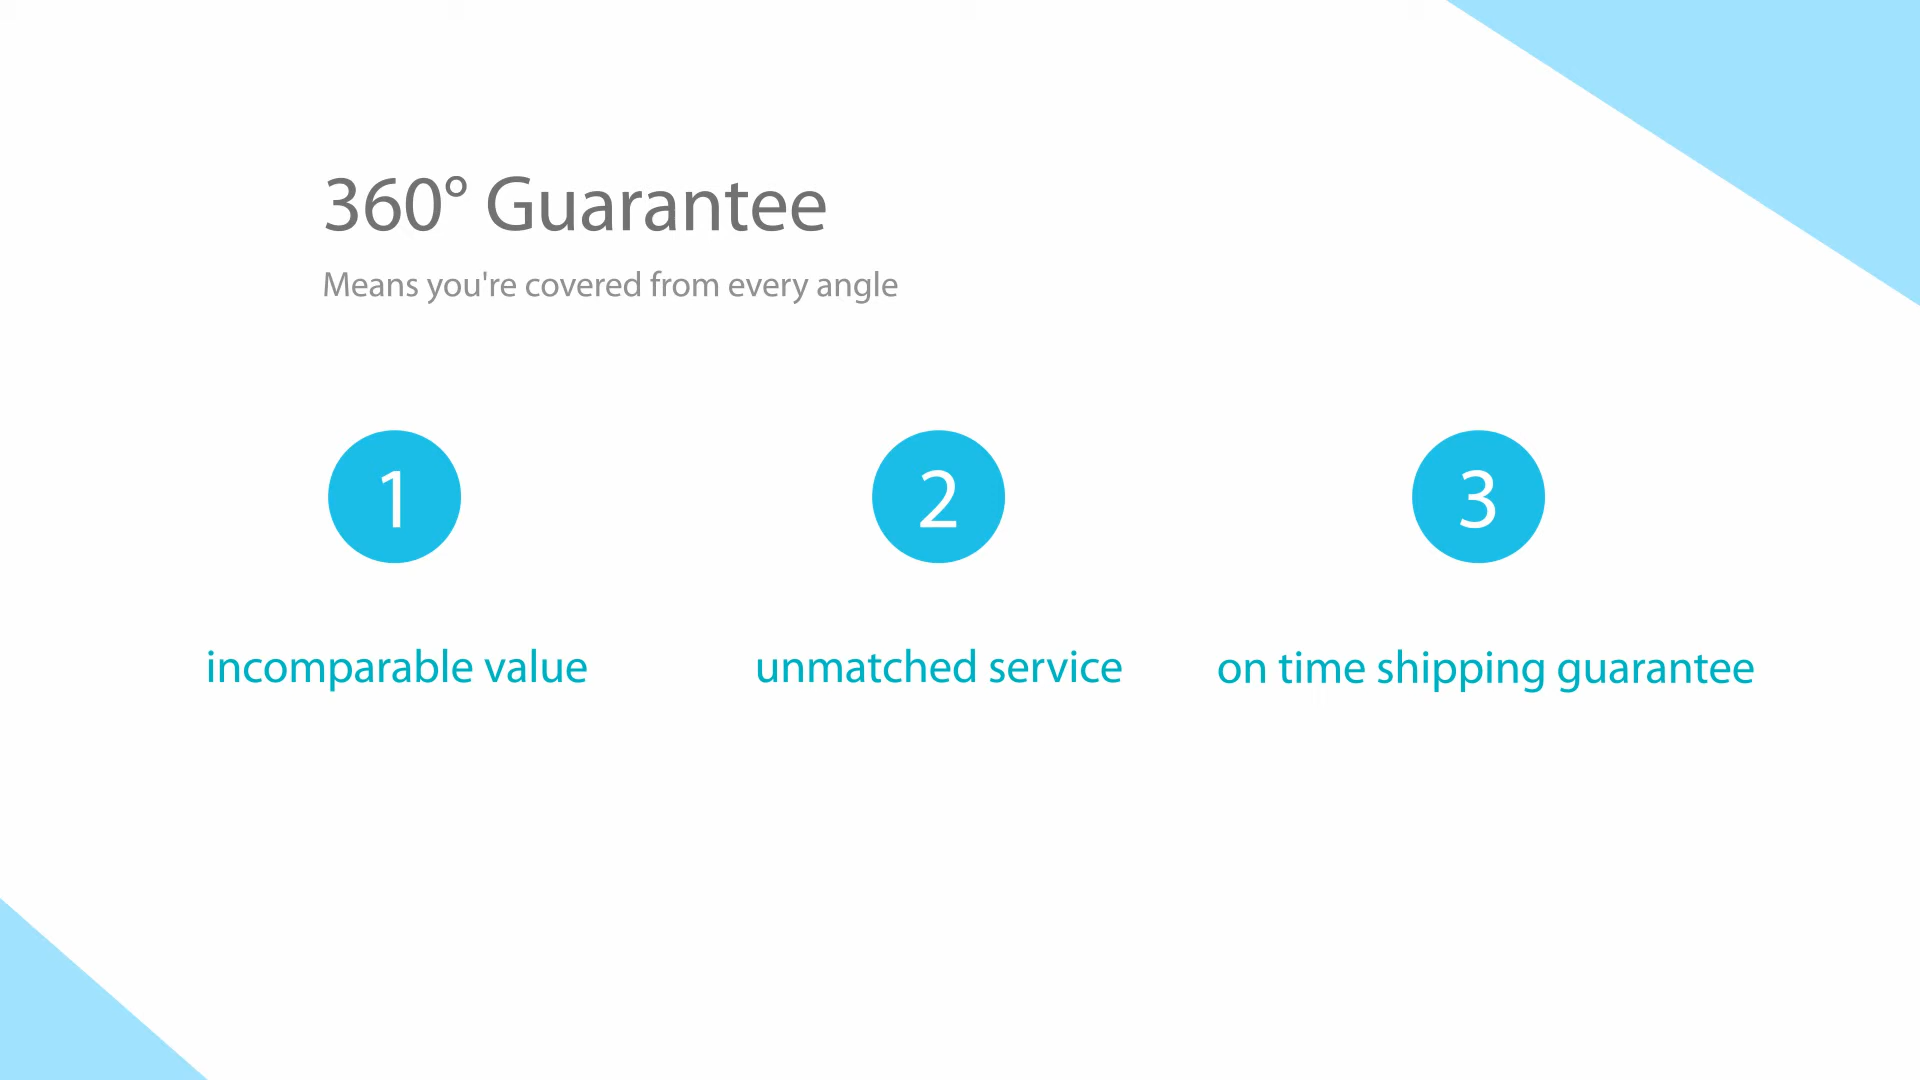 360° Guarantee
Means you're covered from every angle
1
2
3
incomparable value
unmatched service
on time shipping guarantee